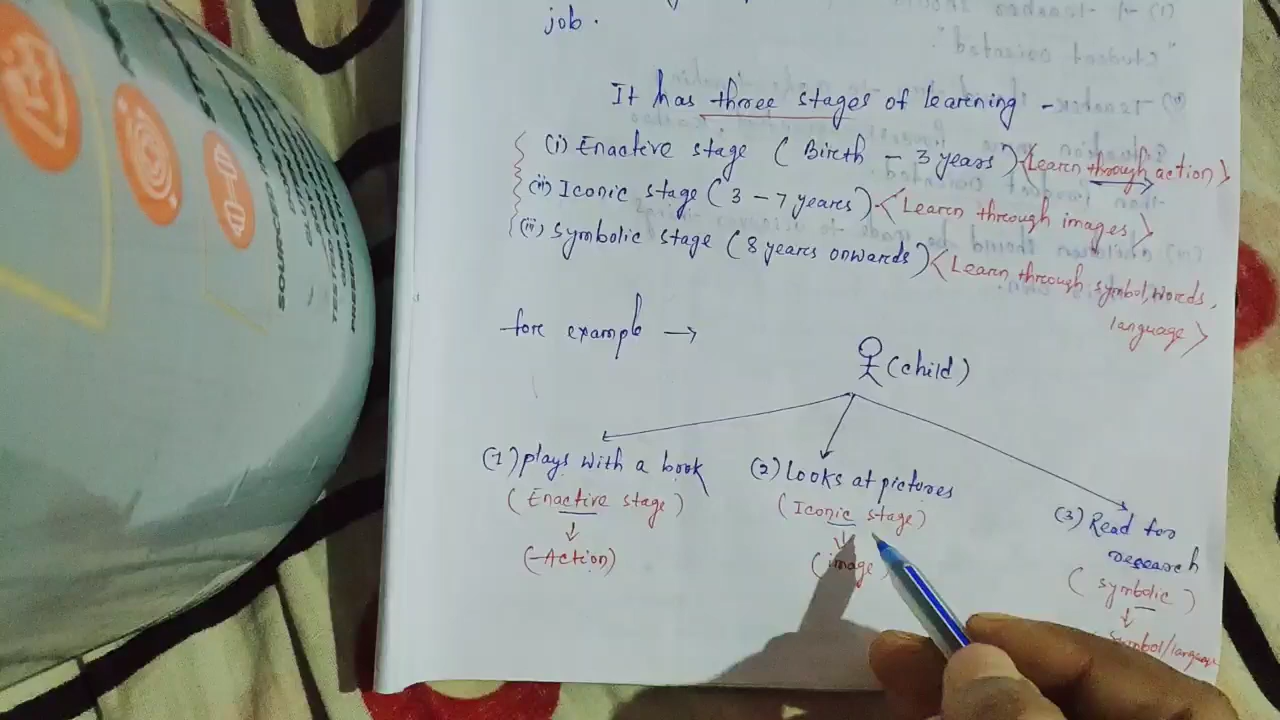 job.
It has three stages of learning -
(i) Enactive stage (Birth - 3 years) <Learn through action>
(ii) Iconic stage (3 - 7 years) <Learn through images>
(iii) Symbolic stage (8 years onwards) <Learn through symbol, words,
language>
for example →
(child)
(1) plays with a book
(Enactive stage)
↓
(Action)
(2) Looks at pictures
(Iconic stage)
↓
(image)
(3) Read for
research
(symbolic)
↓
symbol/language